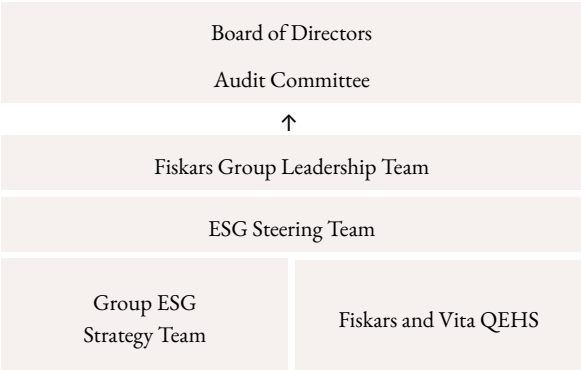 Board of Directors
Audit Committee
↑
Fiskars Group Leadership Team
ESG Steering Team
Group ESG
Strategy Team
Fiskars and Vita QEHS